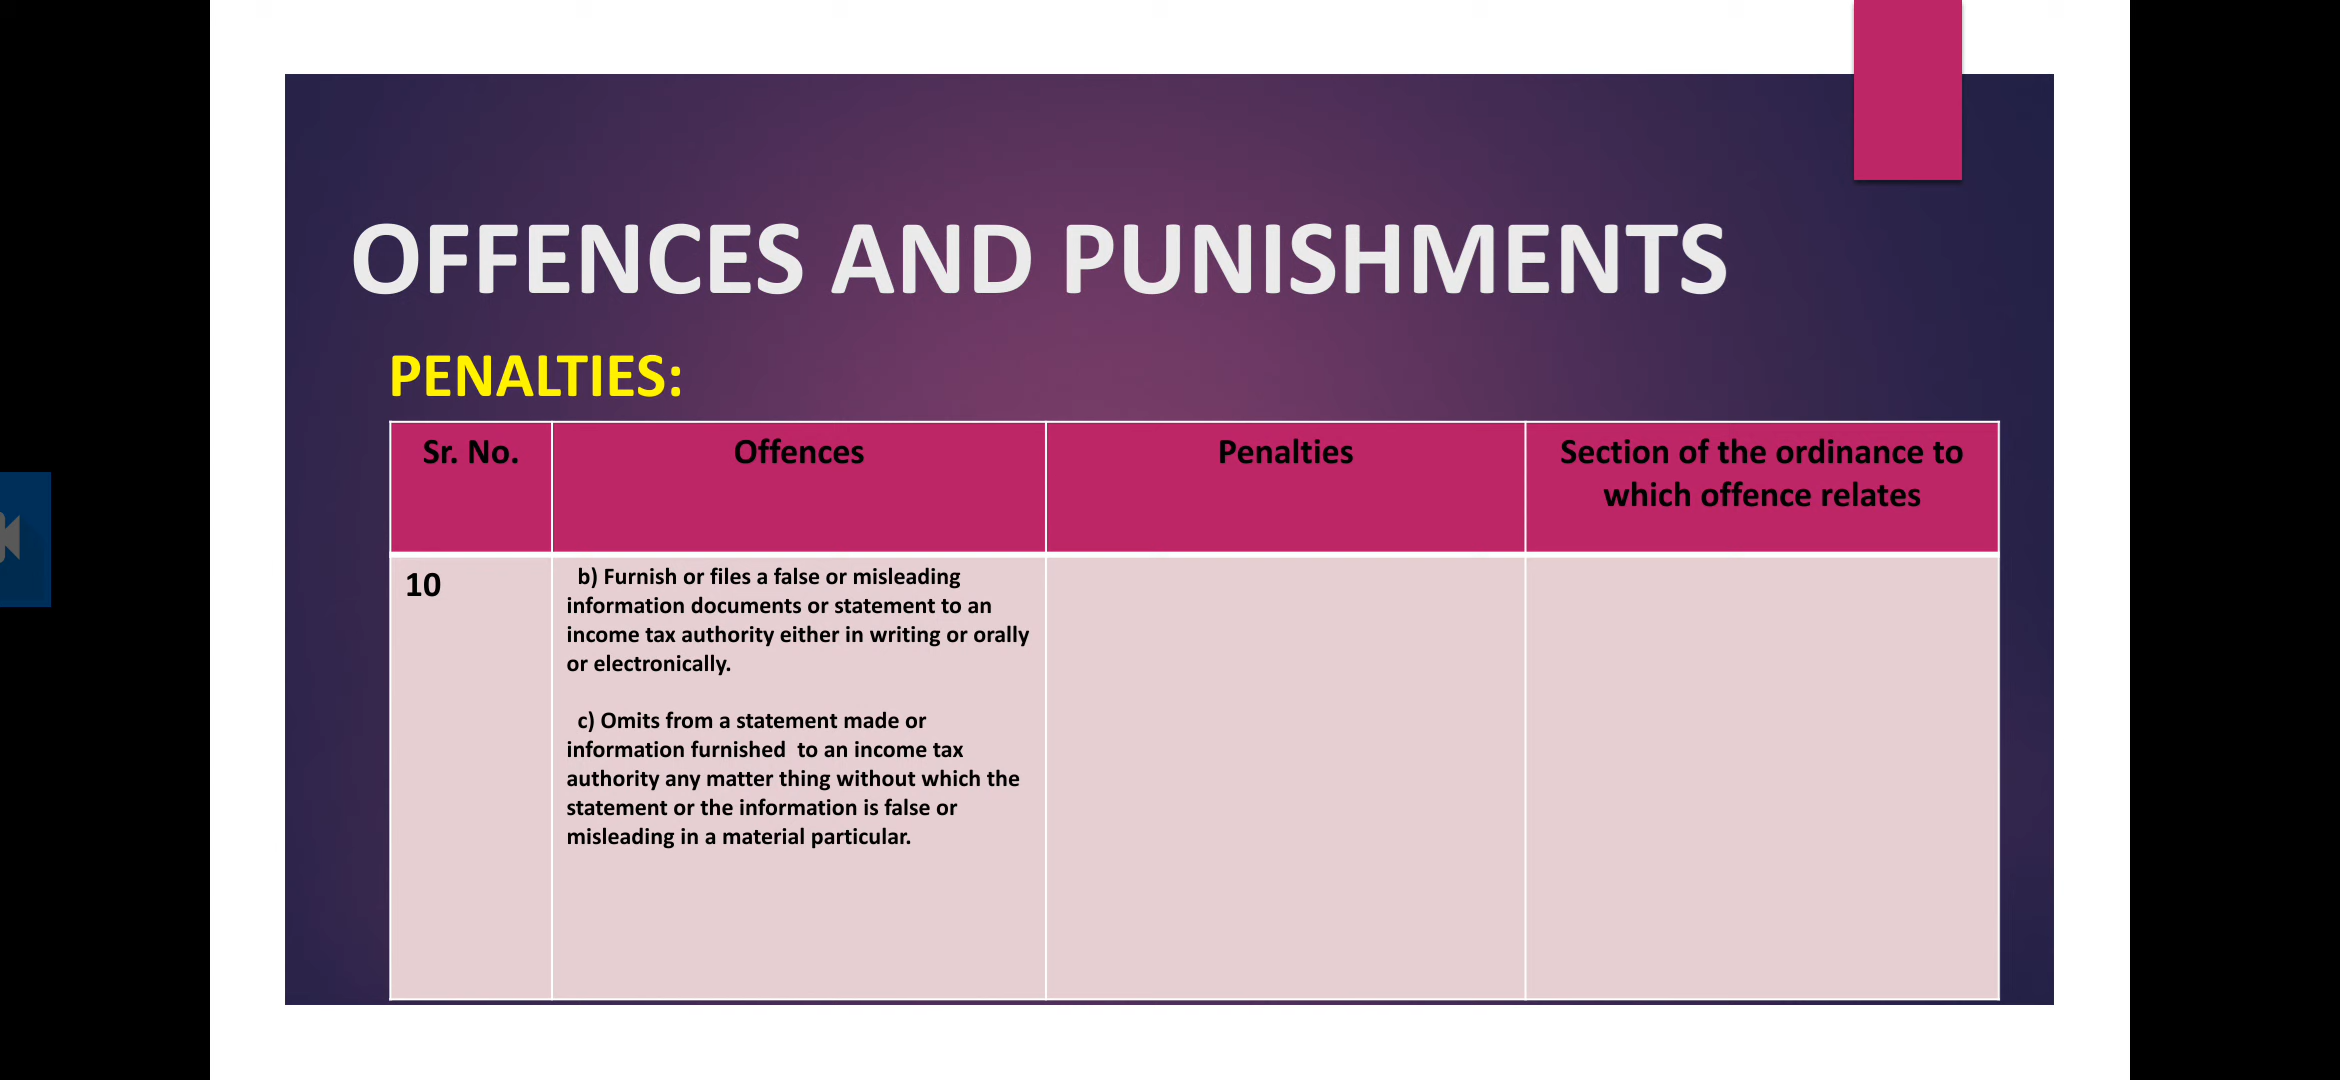 OFFENCES AND PUNISHMENTS
PENALTIES:
Sr. No.
Offences
Penalties
Section of the ordinance to
which offence relates
10
b) Furnish or files a false or misleading
information documents or statement to an
income tax authority either in writing or orally
or electronically.
c) Omits from a statement made or
information furnished  to an income tax
authority any matter thing without which the
statement or the information is false or
misleading in a material particular.